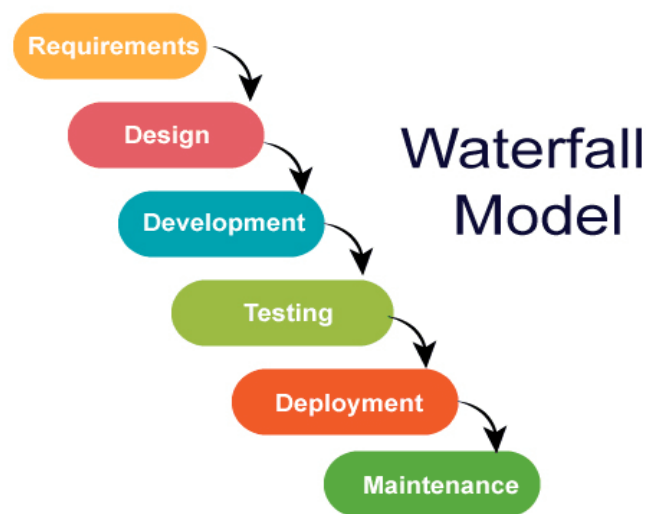 Requirements
Design
Waterfall
Model
Development
Testing
Deployment
Maintenance